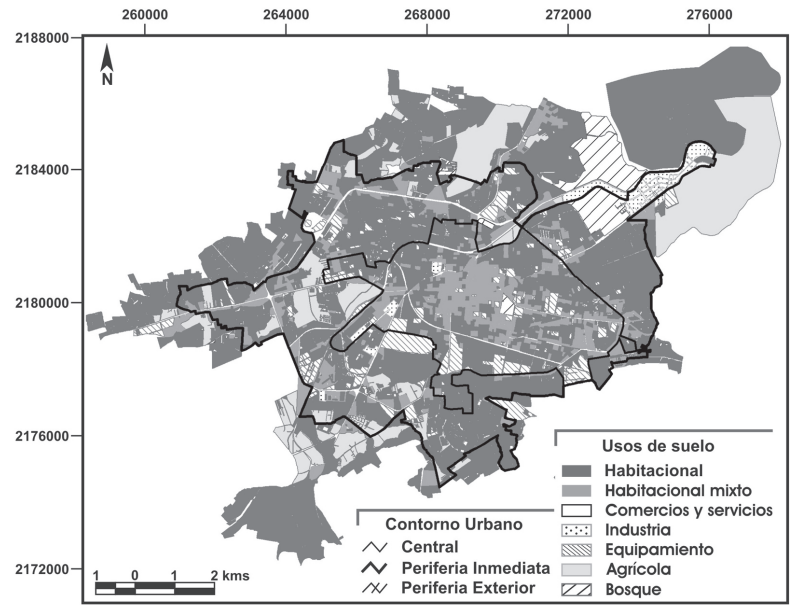 260000 264000 268000 272000 276000
2188000
2184000
2180000
2176000
2172000
N
Usos de suelo
Habitacional
Habitacional mixto
Comercios y servicios
Industria
Equipamiento
Agrícola
Bosque
Contorno Urbano
Central
Periferia Inmediata
Periferia Exterior
1 0 1 2 kms